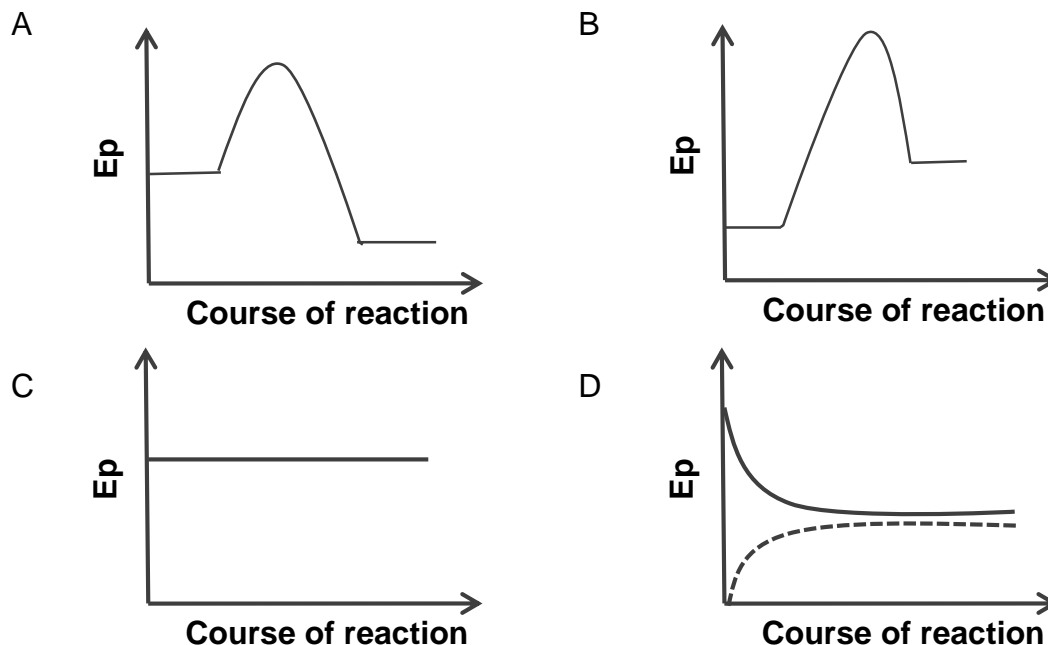 A
Ep
Course of reaction
B
Ep
Course of reaction
C
Ep
Course of reaction
D
Ep
Course of reaction